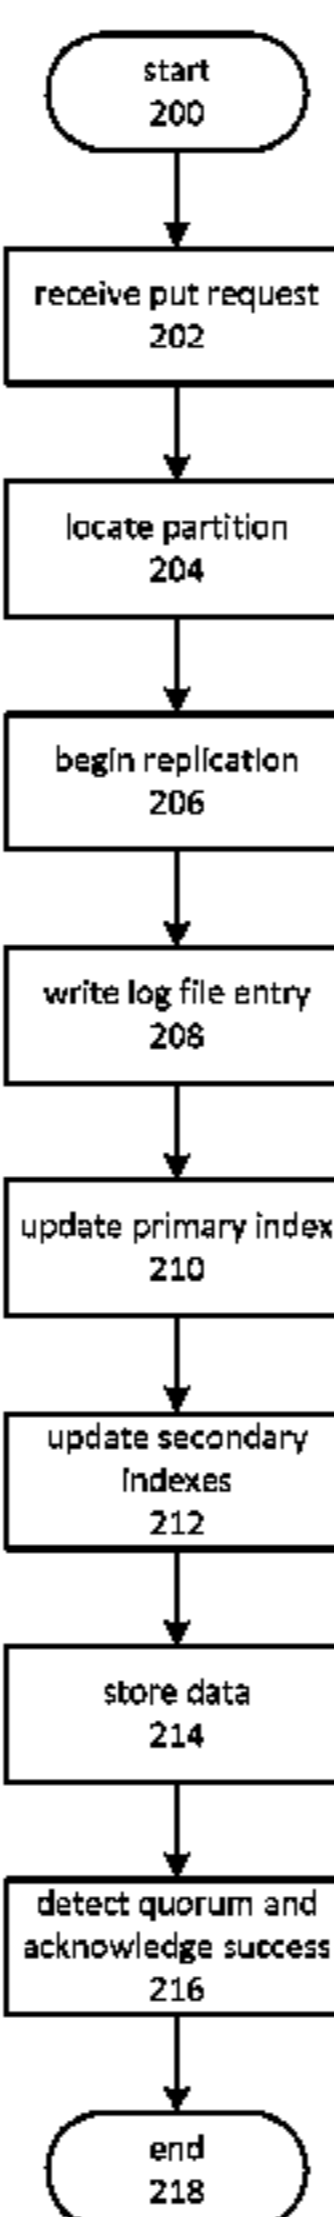 start
200
receive put request
202
locate partition
204
begin replication
206
write log file entry
208
update primary index
210
update secondary
indexes
212
store data
214
detect quorum and
acknowledge success
216
end
218